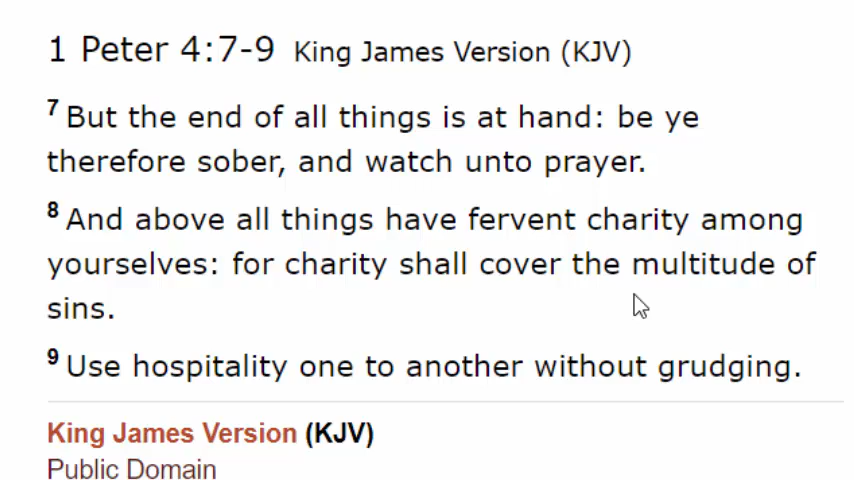 1 Peter 4:7-9 King James Version (KJV)
7 But the end of all things is at hand: be ye
therefore sober, and watch unto prayer.
8 And above all things have fervent charity among
yourselves: for charity shall cover the multitude of
sins.
9 Use hospitality one to another without grudging.
King James Version (KJV)
Public Domain